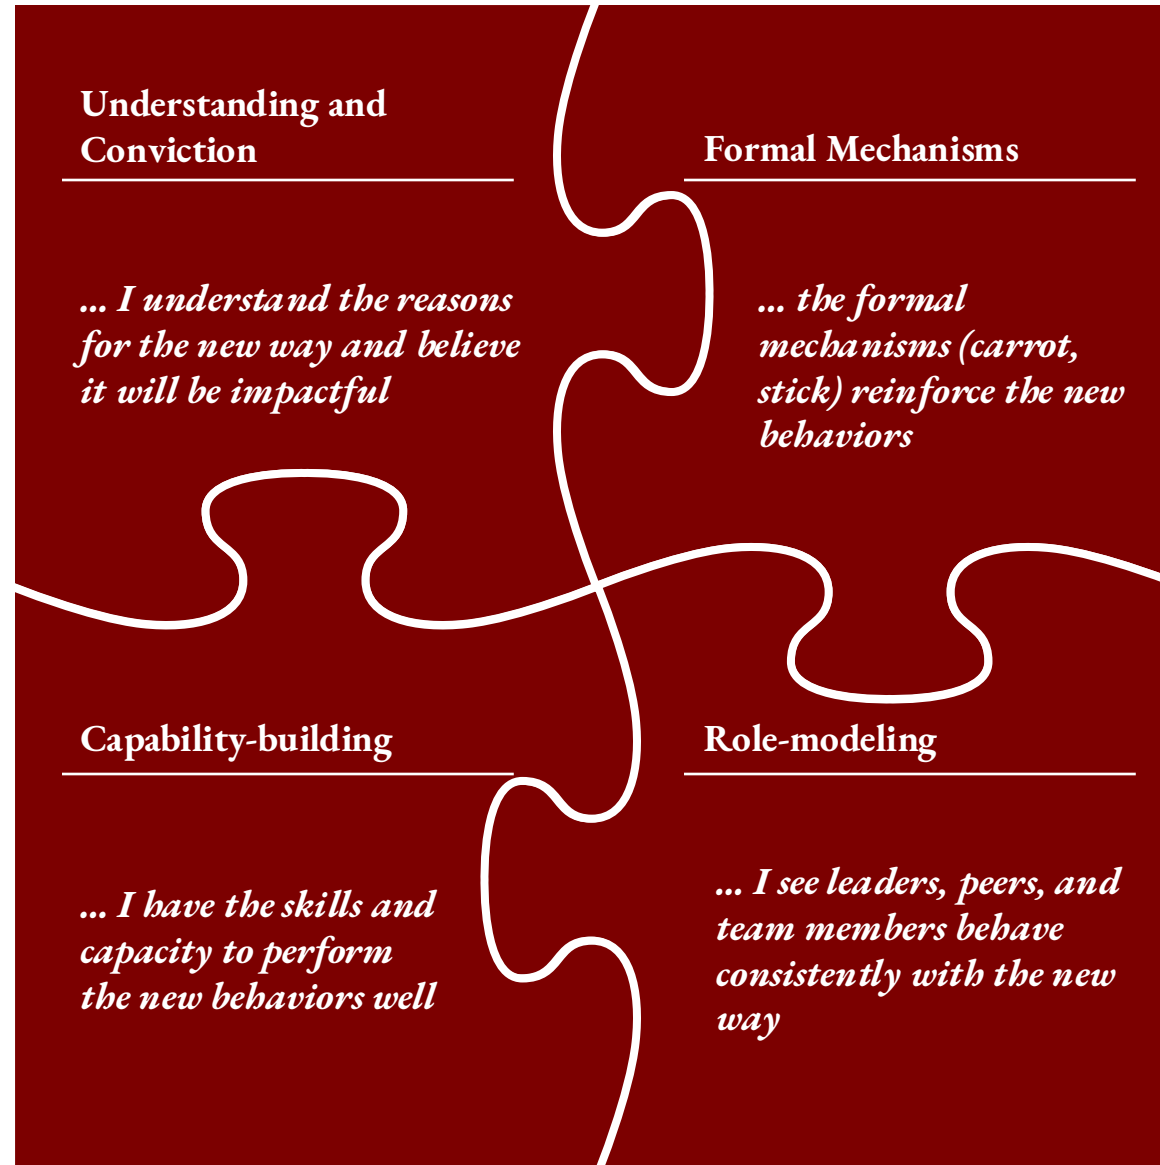 Understanding and
Conviction
... I understand the reasons
for the new way and believe
it will be impactful
Formal Mechanisms
... the formal
mechanisms (carrot,
stick) reinforce the new
behaviors
Capability-building
... I have the skills and
capacity to perform
the new behaviors well
Role-modeling
... I see leaders, peers, and
team members behave
consistently with the new
way